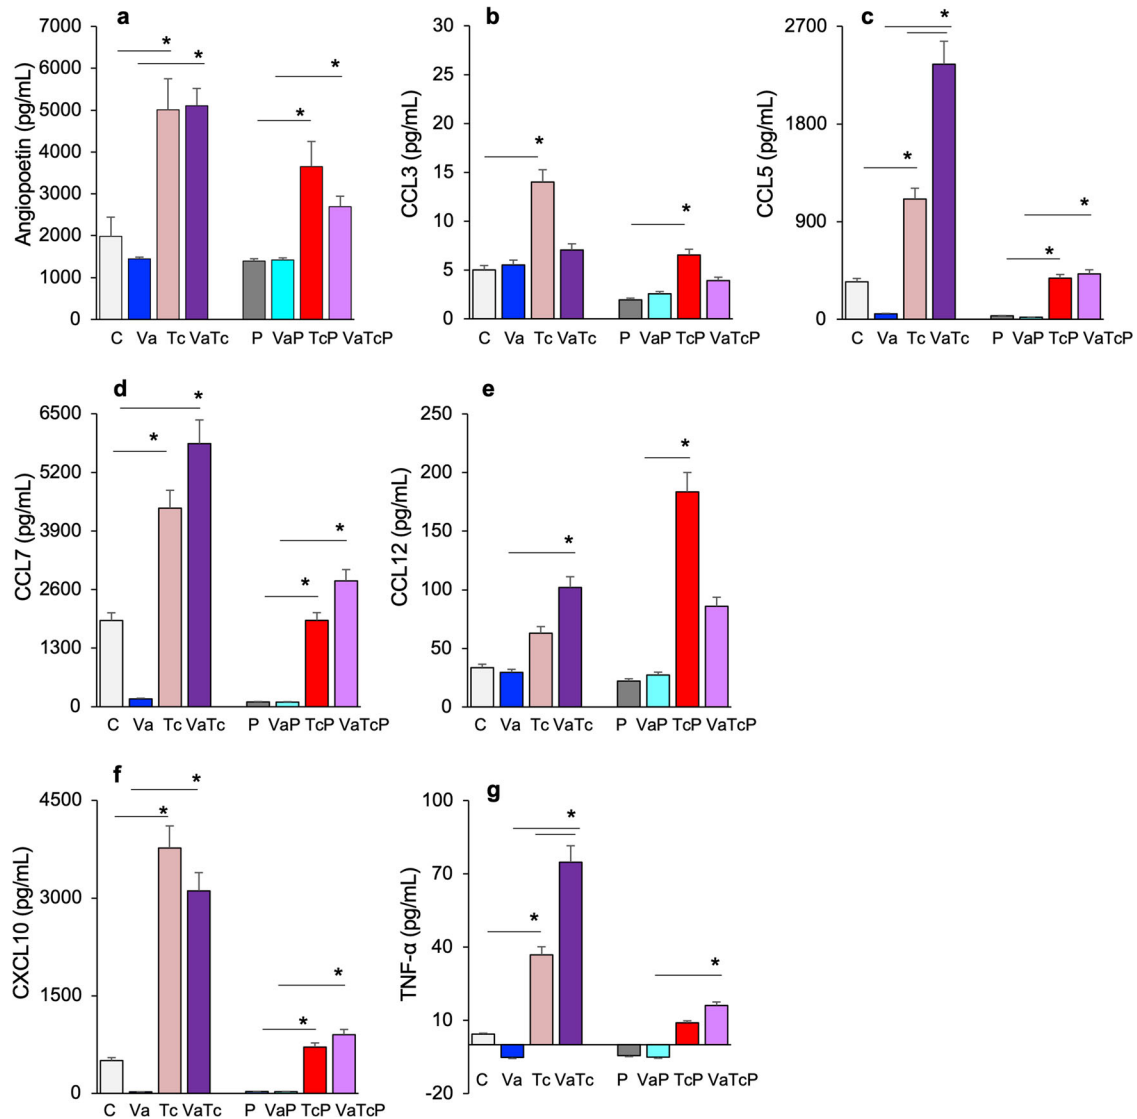 a
Angiopoetin (pg/mL)
7000
6000
5000
4000
3000
2000
1000
0
* * * *
C Va Tc VaTc P VaP TcP VaTcP
b
CCL3 (pg/mL)
30
25
20
15
10
5
0
* *
C Va Tc VaTc P VaP TcP VaTcP
c
CCL5 (pg/mL)
2700
1800
900
0
* * * *
C Va Tc VaTc P VaP TcP VaTcP
d
CCL7 (pg/mL)
6500
5200
3900
2600
1300
0
* * * *
C Va Tc VaTc P VaP TcP VaTcP
e
CCL12 (pg/mL)
250
200
150
100
50
0
* *
C Va Tc VaTc P VaP TcP VaTcP
f
CXCL10 (pg/mL)
4500
3000
1500
0
* * * *
C Va Tc VaTc P VaP TcP VaTcP
g
TNF-α (pg/mL)
100
70
40
10
-20
* * *
C Va Tc VaTc P VaP TcP VaTcP